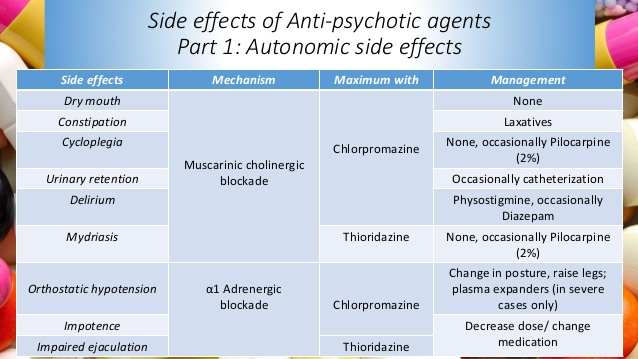 Side effects of Anti-psychotic agents
Part 1: Autonomic side effects
Side effects Mechanism Maximum with Management
Dry mouth None
Constipation Laxatives
Cycloplegia None, occasionally Pilocarpine
(2%)
Chlorpromazine
Muscarinic cholinergic
blockade
Urinary retention Occasionally catheterization
Delirium Physostigmine, occasionally
Diazepam
Mydriasis Thioridazine None, occasionally Pilocarpine
(2%)
Orthostatic hypotension α1 Adrenergic
blockade
Chlorpromazine
Change in posture, raise legs;
plasma expanders (in severe
cases only)
Impotence Decrease dose/ change
medication
Impaired ejaculation Thioridazine